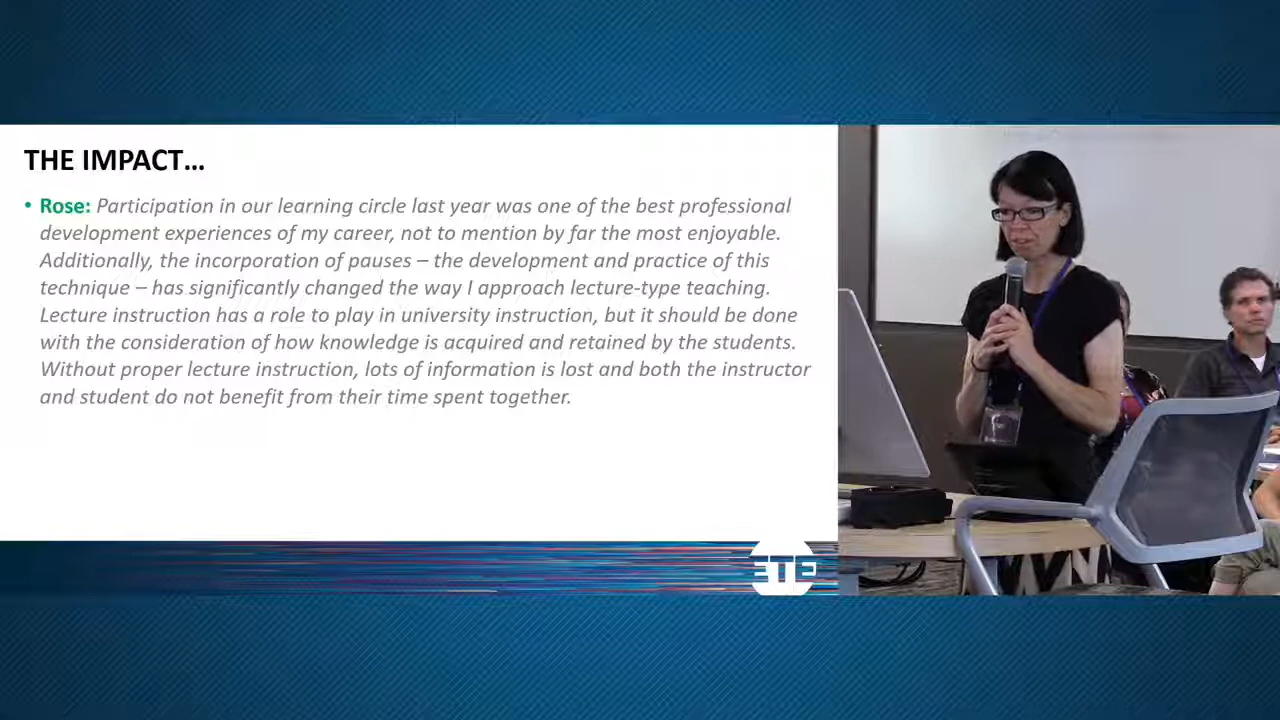 THE IMPACT...
• Rose: Participation in our learning circle last year was one of the best professional
development experiences of my career, not to mention by far the most enjoyable.
Additionally, the incorporation of pauses – the development and practice of this
technique – has significantly changed the way I approach lecture-type teaching.
Lecture instruction has a role to play in university instruction, but it should be done
with the consideration of how knowledge is acquired and retained by the students.
Without proper lecture instruction, lots of information is lost and both the instructor
and student do not benefit from their time spent together.
ETE